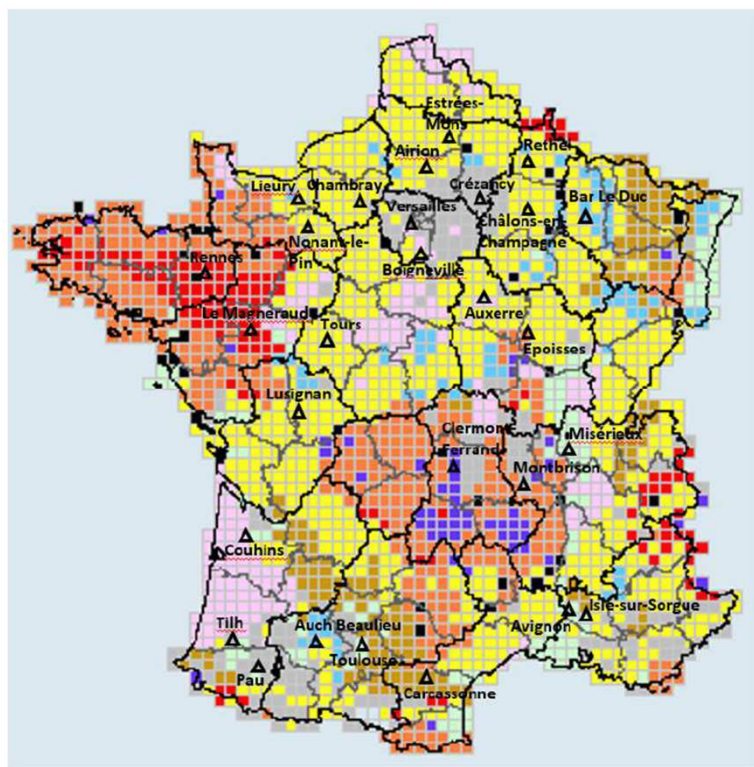 Estrées-
Mons
Airion
Rethel
Lieury
Chambray
Crézancy
Bar Le Duc
Versailles
Châlons-en-
Champagne
Nonant-le-
Pin
Rennes
Boigneville
Le Magneraud
Tours
Auxerre
Epoisses
Lusignan
Clermont
Ferrand
Misérieux
Montbrison
Couhins
Isle-sur-Sorgue
Avignon
Tilh
Auch
Beaulieu
Toulouse
Pau
Carcassonne